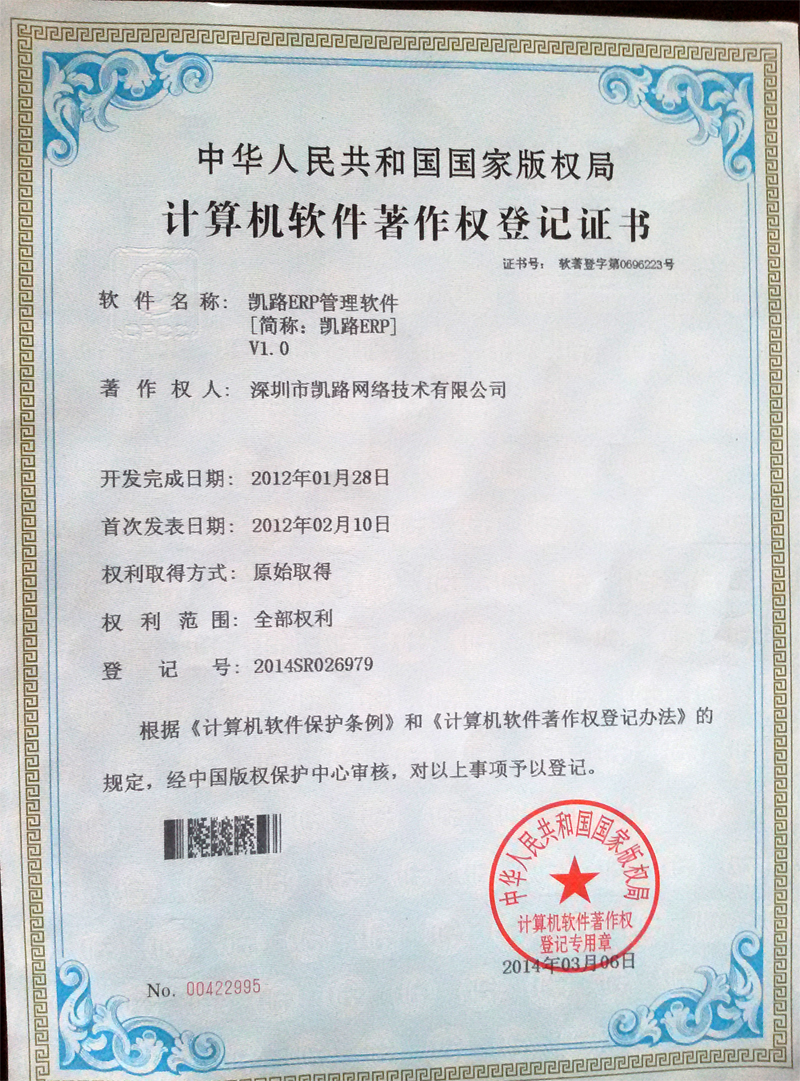 中华人民共和国国家版权局
计算机软件著作权登记证书
证书号： 软著登字第0696223号
软件名称： 凯路ERP管理软件
[简称：凯路ERP]
V1.0
著作权人： 深圳市凯路网络技术有限公司
开发完成日期： 2012年01月28日
首次发表日期： 2012年02月10日
权利取得方式： 原始取得
权利范围： 全部权利
登记号： 2014SR026979
根据《计算机软件保护条例》和《计算机软件著作权登记办法》的
规定，经中国版权保护中心审核，对以上事项予以登记。
中华人民共和国国家版权局
计算机软件著作权
登记专用章
2014年03月06日
No. 00422995